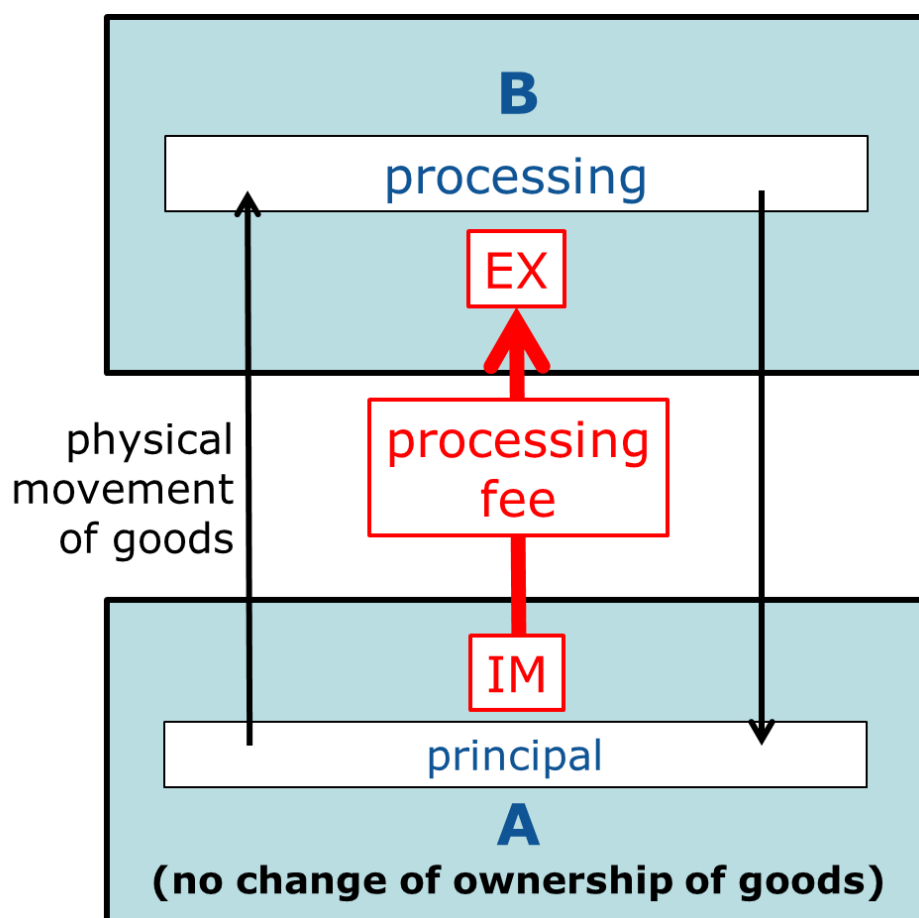 B
processing
EX
physical
movement
of goods
processing
fee
IM
principal
A
(no change of ownership of goods)